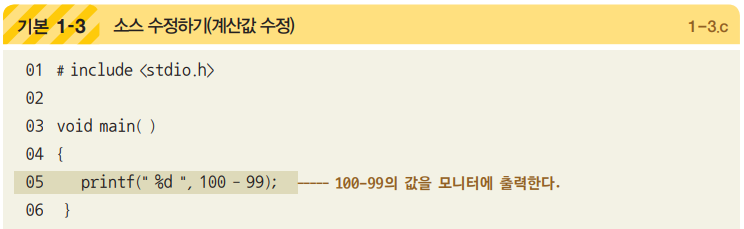 기본 1-3 소스 수정하기(계산값 수정) 1-3.c
01 # include <stdio.h>
02
03 void main( )
04 {
05 printf(" %d ", 100 - 99); ----- 100-99의 값을 모니터에 출력한다.
06 }